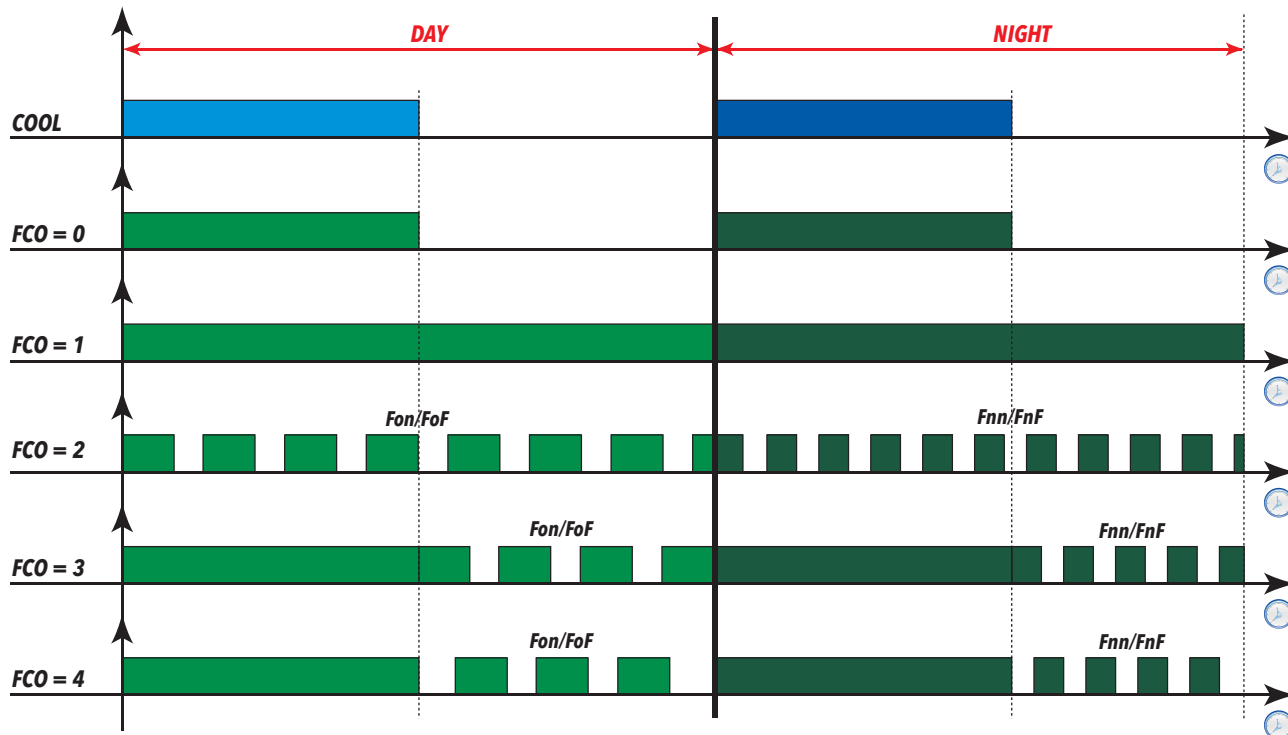 DAY NIGHT
COOL
FCO = 0
FCO = 1
Fon/FoF Fnn/FnF
FCO = 2
Fon/FoF Fnn/FnF
FCO = 3
Fon/FoF Fnn/FnF
FCO = 4